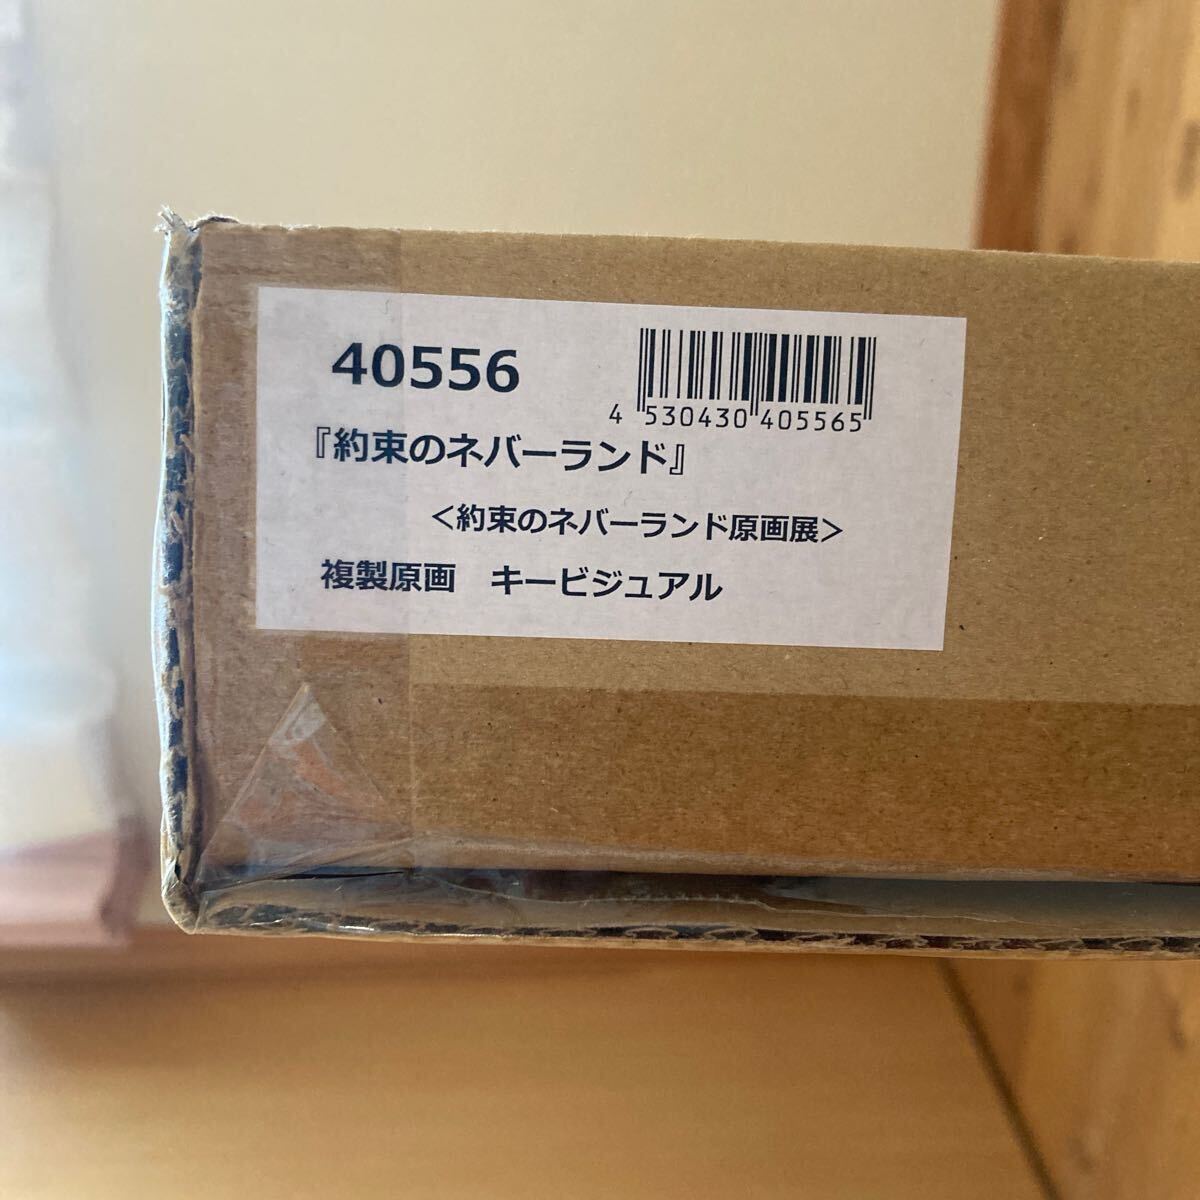 40556
4 530430 405565
『約束のネバーランド』
＜約束のネバーランド原画展＞
複製原画　キービジュアル